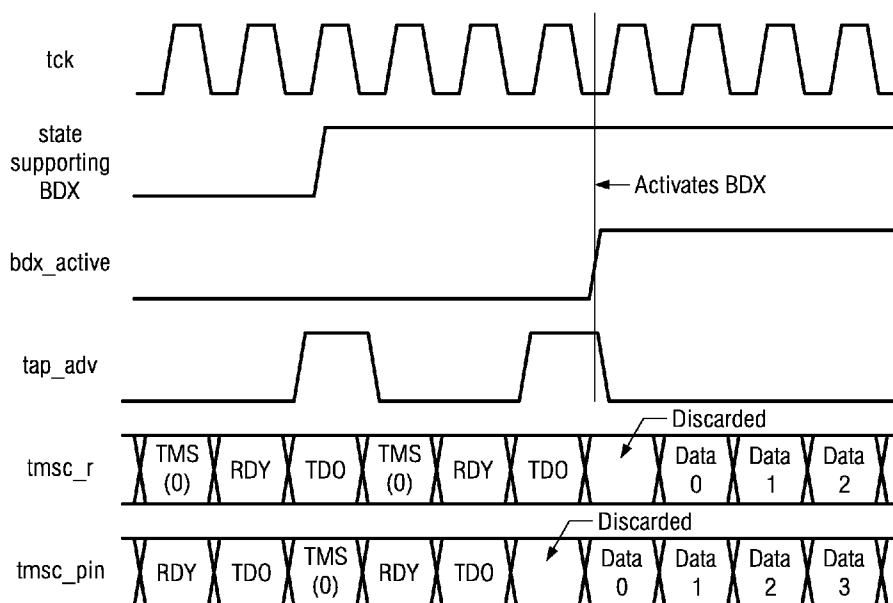 tck
state
supporting
BDX
Activates BDX
bdx_active
tap_adv
Discarded
tmsc_r
TMS
(0)
RDY
TDO
TMS
(0)
RDY
TDO
Data
0
Data
1
Data
2
Discarded
tmsc_pin
RDY
TDO
TMS
(0)
RDY
TDO
Data
0
Data
1
Data
2
Data
3